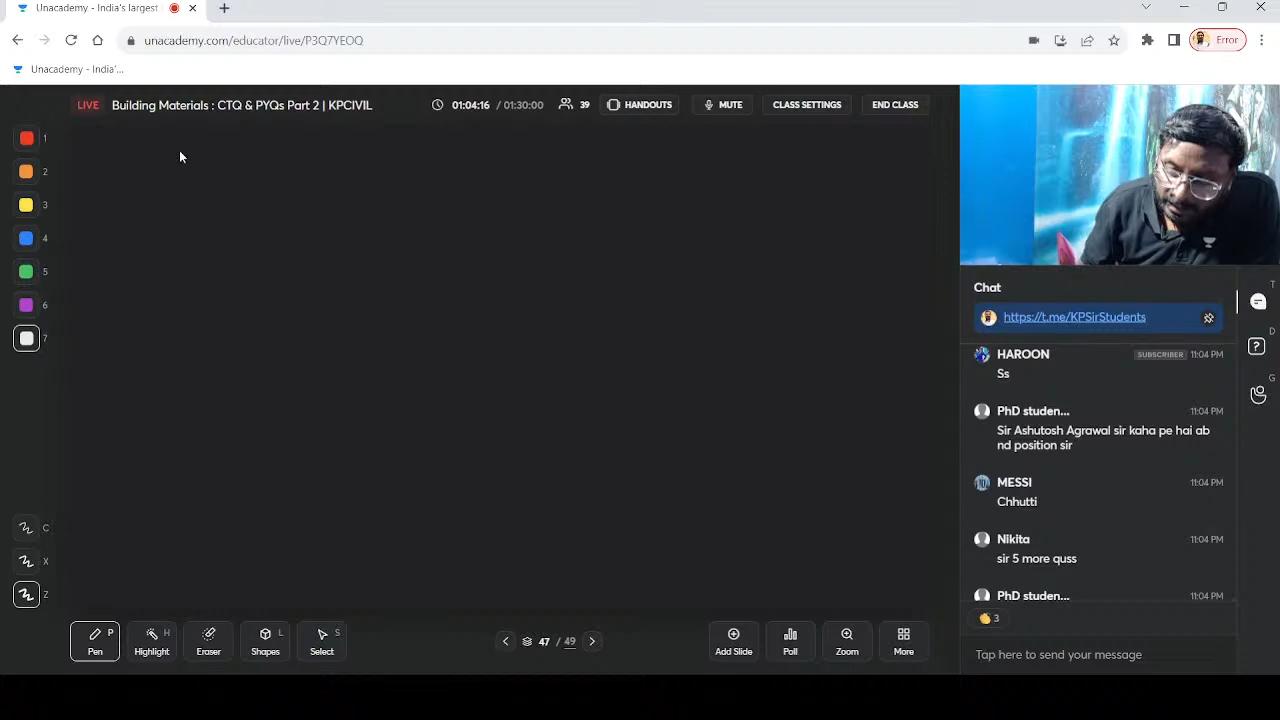 Unacademy - India's largest
unacademy.com/educator/live/P3Q7YEOQ
Error
Unacademy - India'...
LIVE
Building Materials : CTQ & PYQs Part 2 | KPCIVIL
01:04:16 / 01:30:00
39
HANDOUTS
MUTE
CLASS SETTINGS
END CLASS
1
2
3
4
5
6
7
C
X
Z
Pen P
Highlight H
Eraser
Shapes L
Select S
47 / 49
Add Slide
Poll
Zoom
More
Chat
https://t.me/KPSirStudents
HAROON SUBSCRIBER 11:04 PM
Ss
PhD studen... 11:04 PM
Sir Ashutosh Agrawal sir kaha pe hai ab
nd position sir
MESSI 11:04 PM
Chhutti
Nikita 11:04 PM
sir 5 more quss
PhD studen... 11:04 PM
3
Tap here to send your message
T
D
G